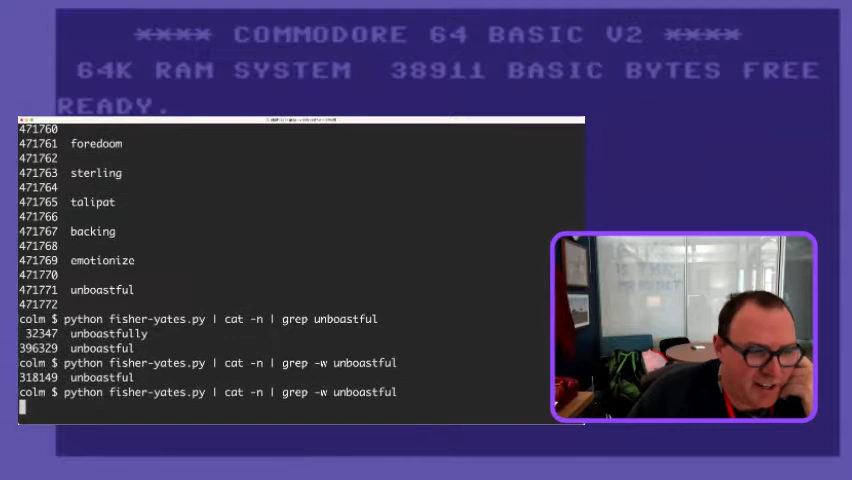 **** COMMODORE 64 BASIC V2 ****
64K RAM SYSTEM 38911 BASIC BYTES FREE
READY.
471760
471761 foredoom
471762
471763 sterling
471764
471765 talipat
471766
471767 backing
471768
471769 emotionize
471770
471771 unboastful
471772
colm $ python fisher-yates.py | cat -n | grep unboastful
32347 unboastfully
396329 unboastful
colm $ python fisher-yates.py | cat -n | grep -w unboastful
318149 unboastful
colm $ python fisher-yates.py | cat -n | grep -w unboastful